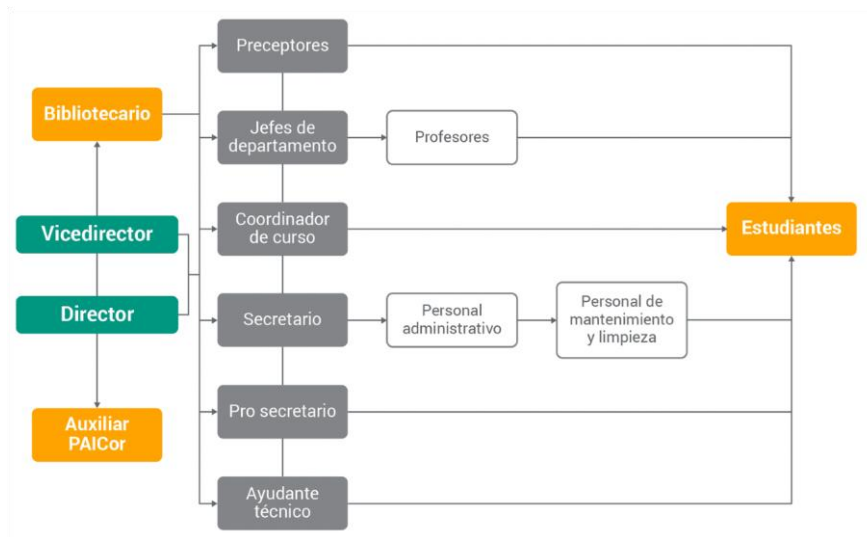 Preceptores
Bibliotecario
Jefes de
departamento
Profesores
Vicedirector
Coordinador
de curso
Estudiantes
Director
Secretario
Personal
administrativo
Personal de
mantenimiento
y limpieza
Auxiliar
PAICor
Pro secretario
Ayudante
técnico